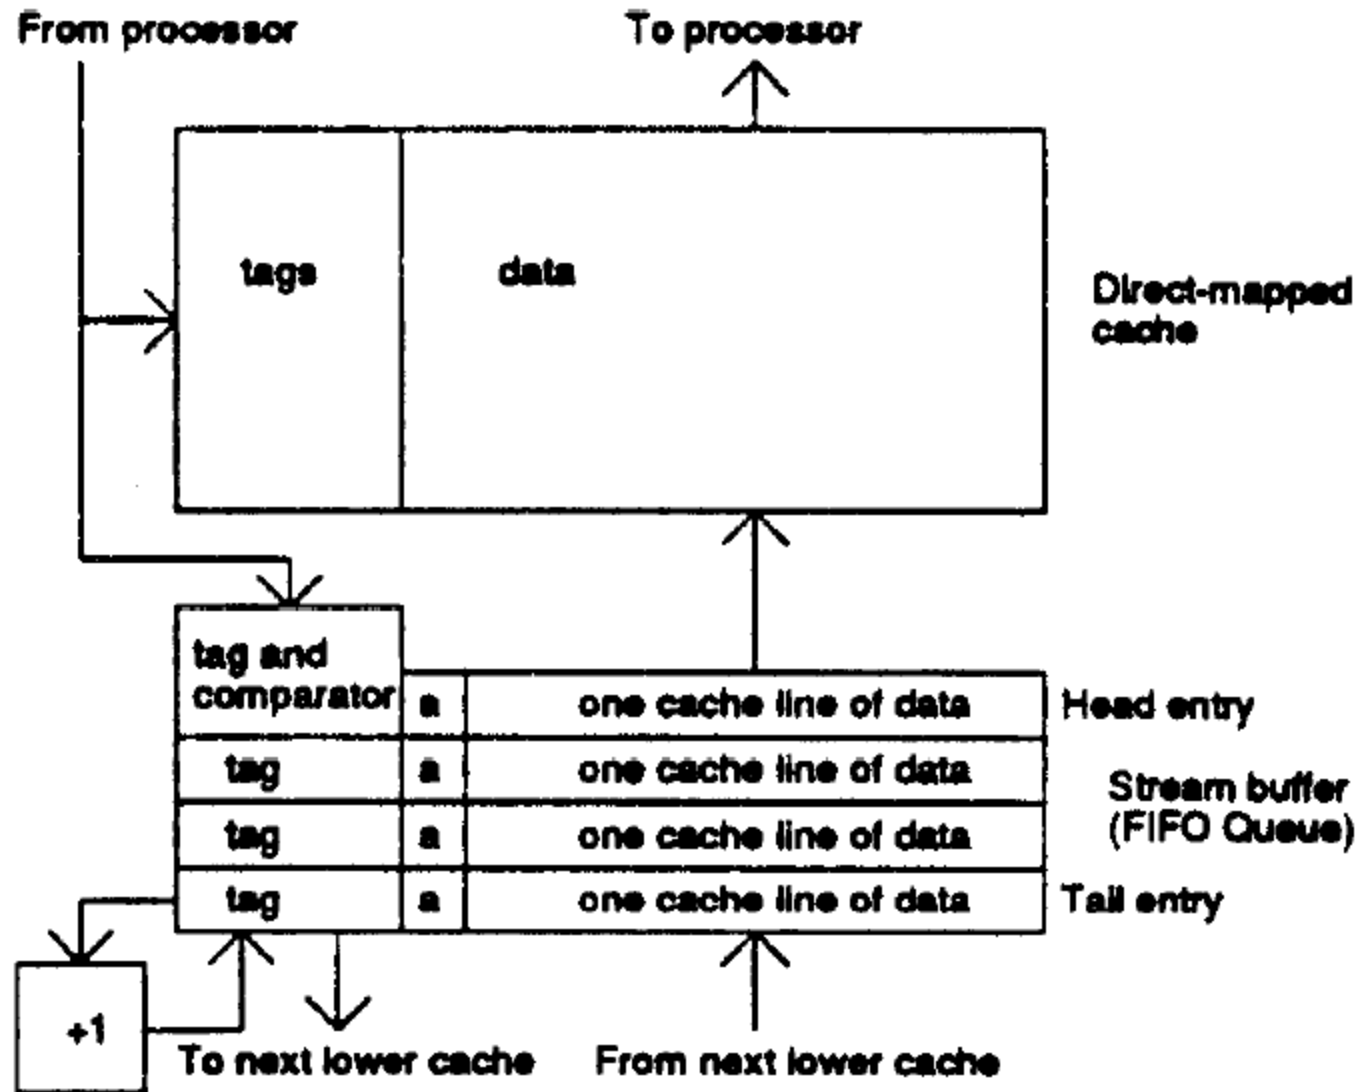 From processor
To processor
tags
data
Direct-mapped
cache
tag and
comparator
a
one cache line of data
Head entry
tag
a
one cache line of data
Stream buffer
(FIFO Queue)
tag
a
one cache line of data
tag
a
one cache line of data
Tail entry
+1
To next lower cache
From next lower cache